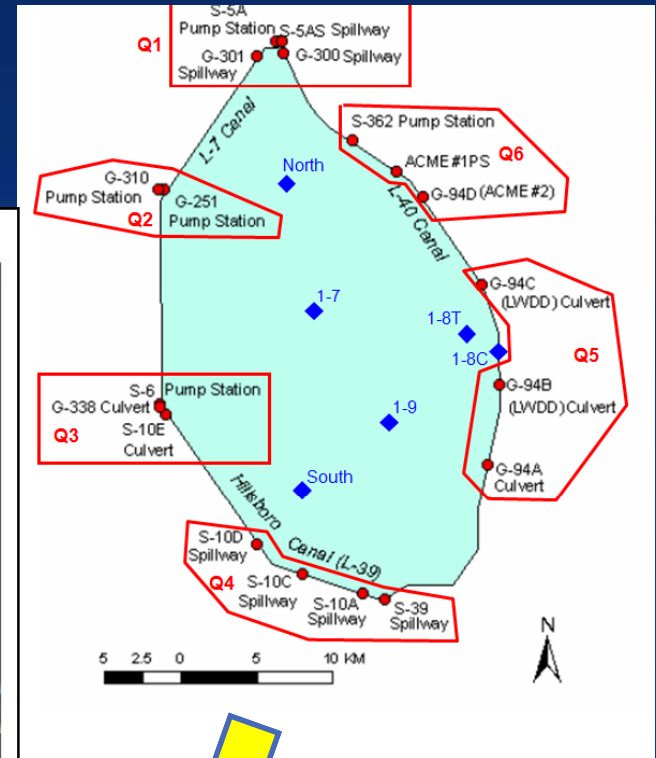 S-5A
Pump Station
S-5AS Spillway
Q1
G-301
Spillway
G-300 Spillway
L-7 Canal
S-362 Pump Station
Q6
ACME #1PS
G-94D (ACME #2)
L-40 Canal
North
G-310
Pump Station
Q2
G-251
Pump Station
1-7
G-94C
(LWDD) Culvert
1-8T
1-8C
Q5
G-94B
(LWDD) Culvert
S-6 Pump Station
G-338 Culvert
Q3
S-10E
Culvert
1-9
G-94A
Culvert
South
Hillsboro Canal (L-39)
S-10D
Spillway
Q4
S-10C
Spillway
S-10A
Spillway
S-39
Spillway
N
5 2.5 0 5 10 KM